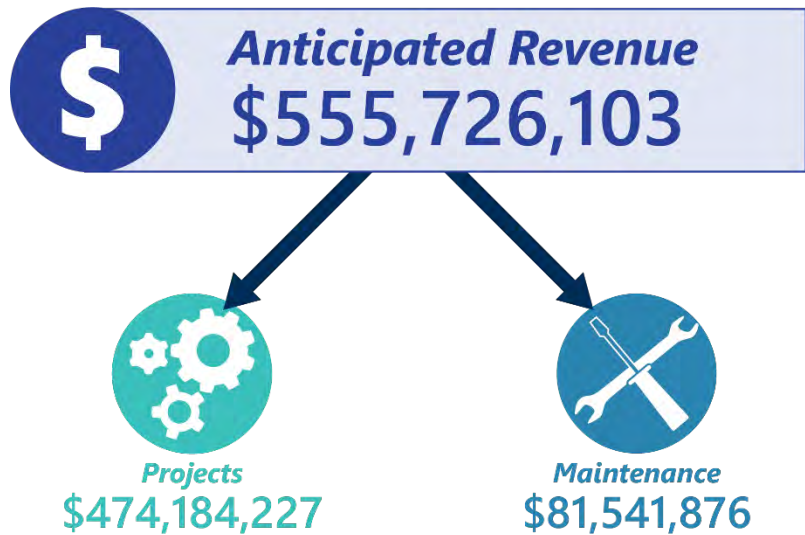 $
Anticipated Revenue
$555,726,103
Projects
$474,184,227
Maintenance
$81,541,876